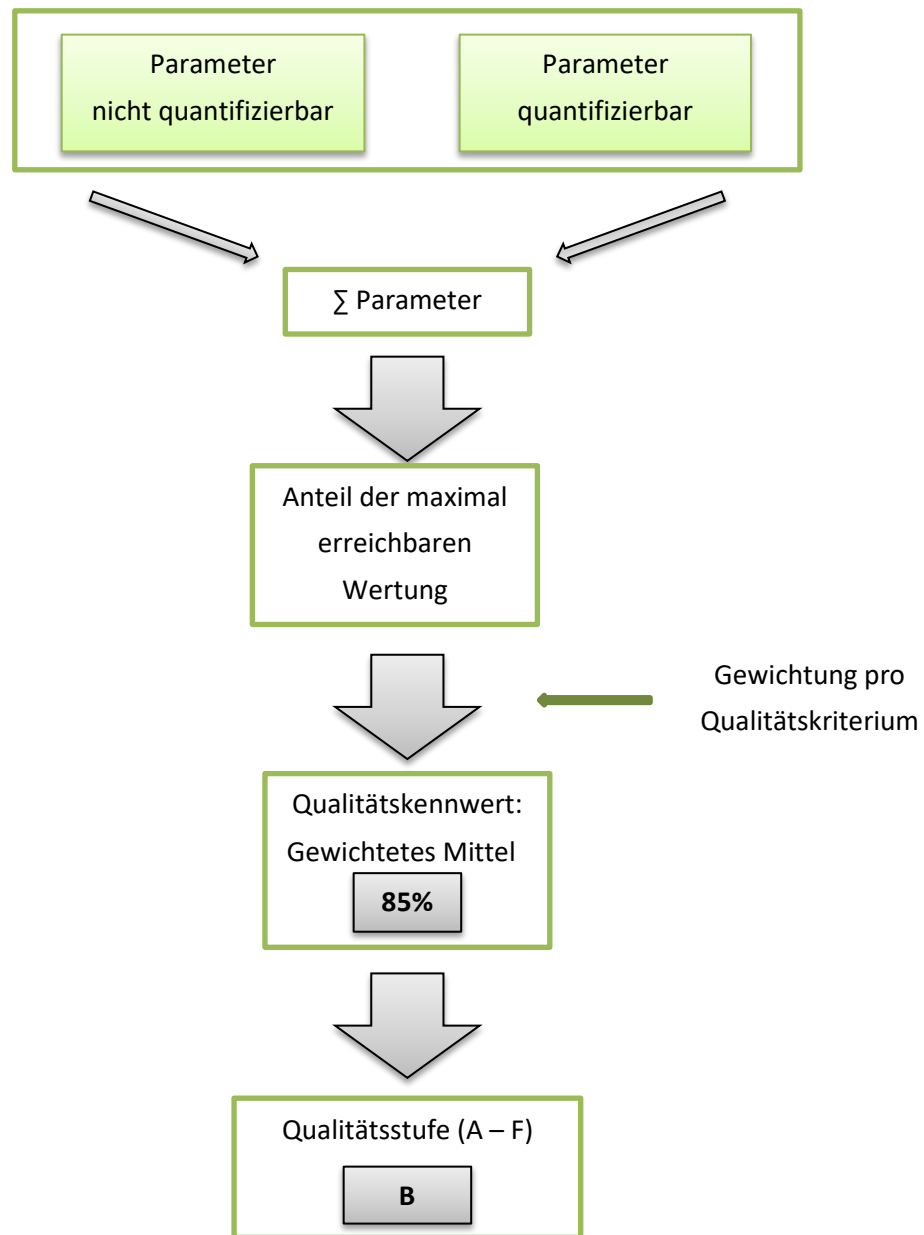 Parameter
nicht quantifizierbar
Parameter
quantifizierbar
∑ Parameter
Anteil der maximal
erreichbaren
Wertung
Gewichtung pro
Qualitätskriterium
Qualitätskennwert:
Gewichtetes Mittel
85%
Qualitätsstufe (A – F)
B